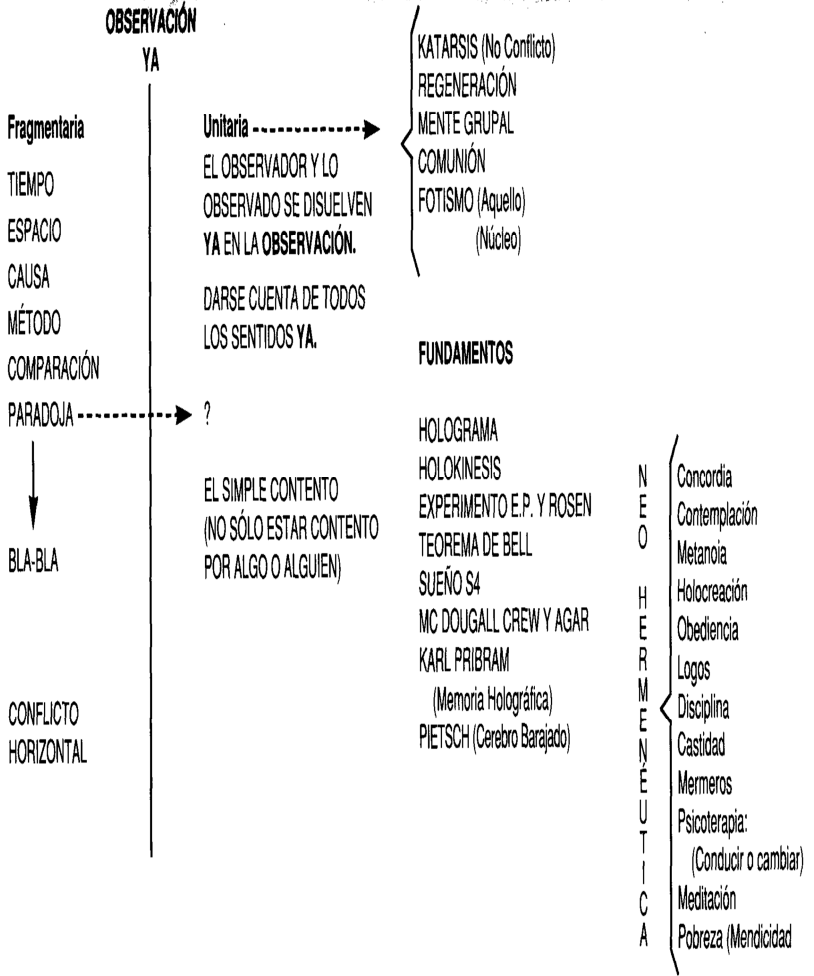 OBSERVACIÓN
YA
Fragmentaria
TIEMPO
ESPACIO
CAUSA
MÉTODO
COMPARACIÓN
PARADOJA
BLA-BLA
CONFLICTO
HORIZONTAL
Unitaria
EL OBSERVADOR Y LO
OBSERVADO SE DISUELVEN
YA EN LA OBSERVACIÓN.
DARSE CUENTA DE TODOS
LOS SENTIDOS YA.
?
EL SIMPLE CONTENTO
(NO SÓLO ESTAR CONTENTO
POR ALGO O ALGUIEN)
KATARSIS (No Conflicto)
REGENERACIÓN
MENTE GRUPAL
COMUNIÓN
FOTISMO (Aquello)
(Núcleo)
FUNDAMENTOS
HOLOGRAMA
HOLOKINESIS
EXPERIMENTO E.P. Y ROSEN
TEOREMA DE BELL
SUEÑO S4
MC DOUGALL CREW Y AGAR
KARL PRIBRAM
(Memoria Holográfica)
PIETSCH (Cerebro Barajado)
NEO HERMENÉUTICA
Concordia
Contemplación
Metanoia
Holocreación
Obediencia
Logos
Disciplina
Castidad
Mermeros
Psicoterapia:
(Conducir o cambiar)
Meditación
Pobreza (Mendicidad